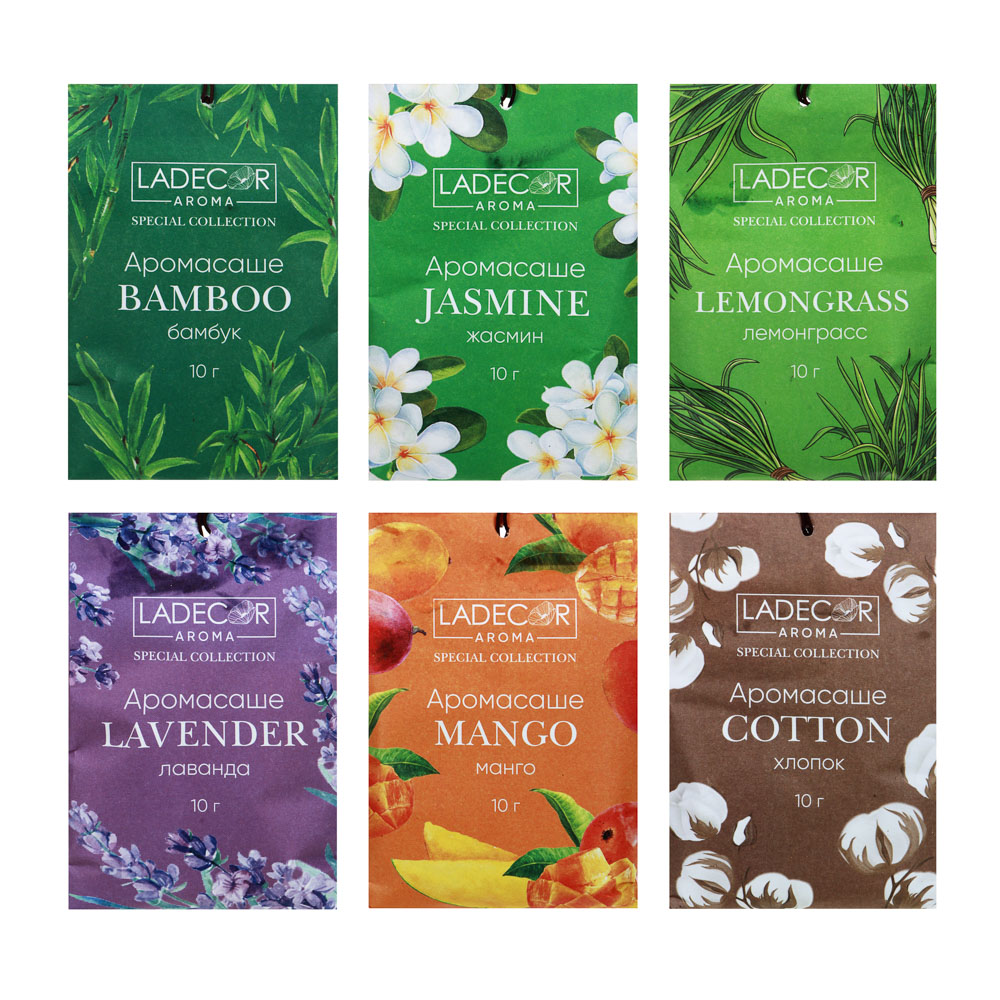 LADECOR
AROMA
SPECIAL COLLECTION
Аромасаше
BAMBOO
бамбук
10 г
LADECOR
AROMA
SPECIAL COLLECTION
Аромасаше
JASMINE
жасмин
10 г
LADECOR
AROMA
SPECIAL COLLECTION
Аромасаше
LEMONGRASS
лемонграсс
10 г
LADECOR
AROMA
SPECIAL COLLECTION
Аромасаше
LAVENDER
лаванда
10 г
LADECOR
AROMA
SPECIAL COLLECTION
Аромасаше
MANGO
манго
10 г
LADECOR
AROMA
SPECIAL COLLECTION
Аромасаше
COTTON
хлопок
10 г